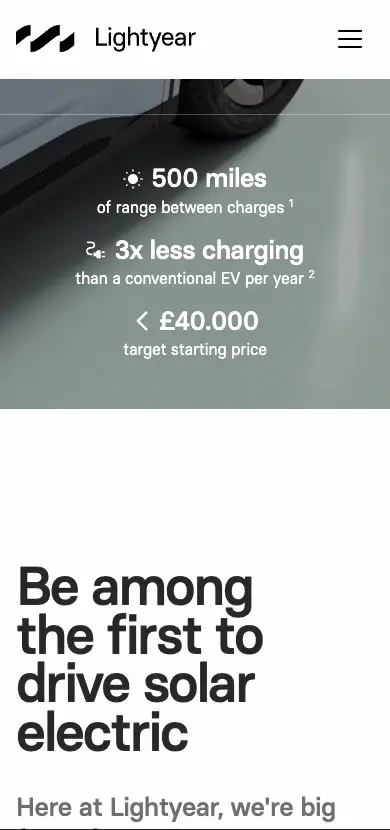 Lightyear
500 miles
of range between charges 1
3x less charging
than a conventional EV per year 2
< £40.000
target starting price
Be among
the first to
drive solar
electric
Here at Lightyear, we're big